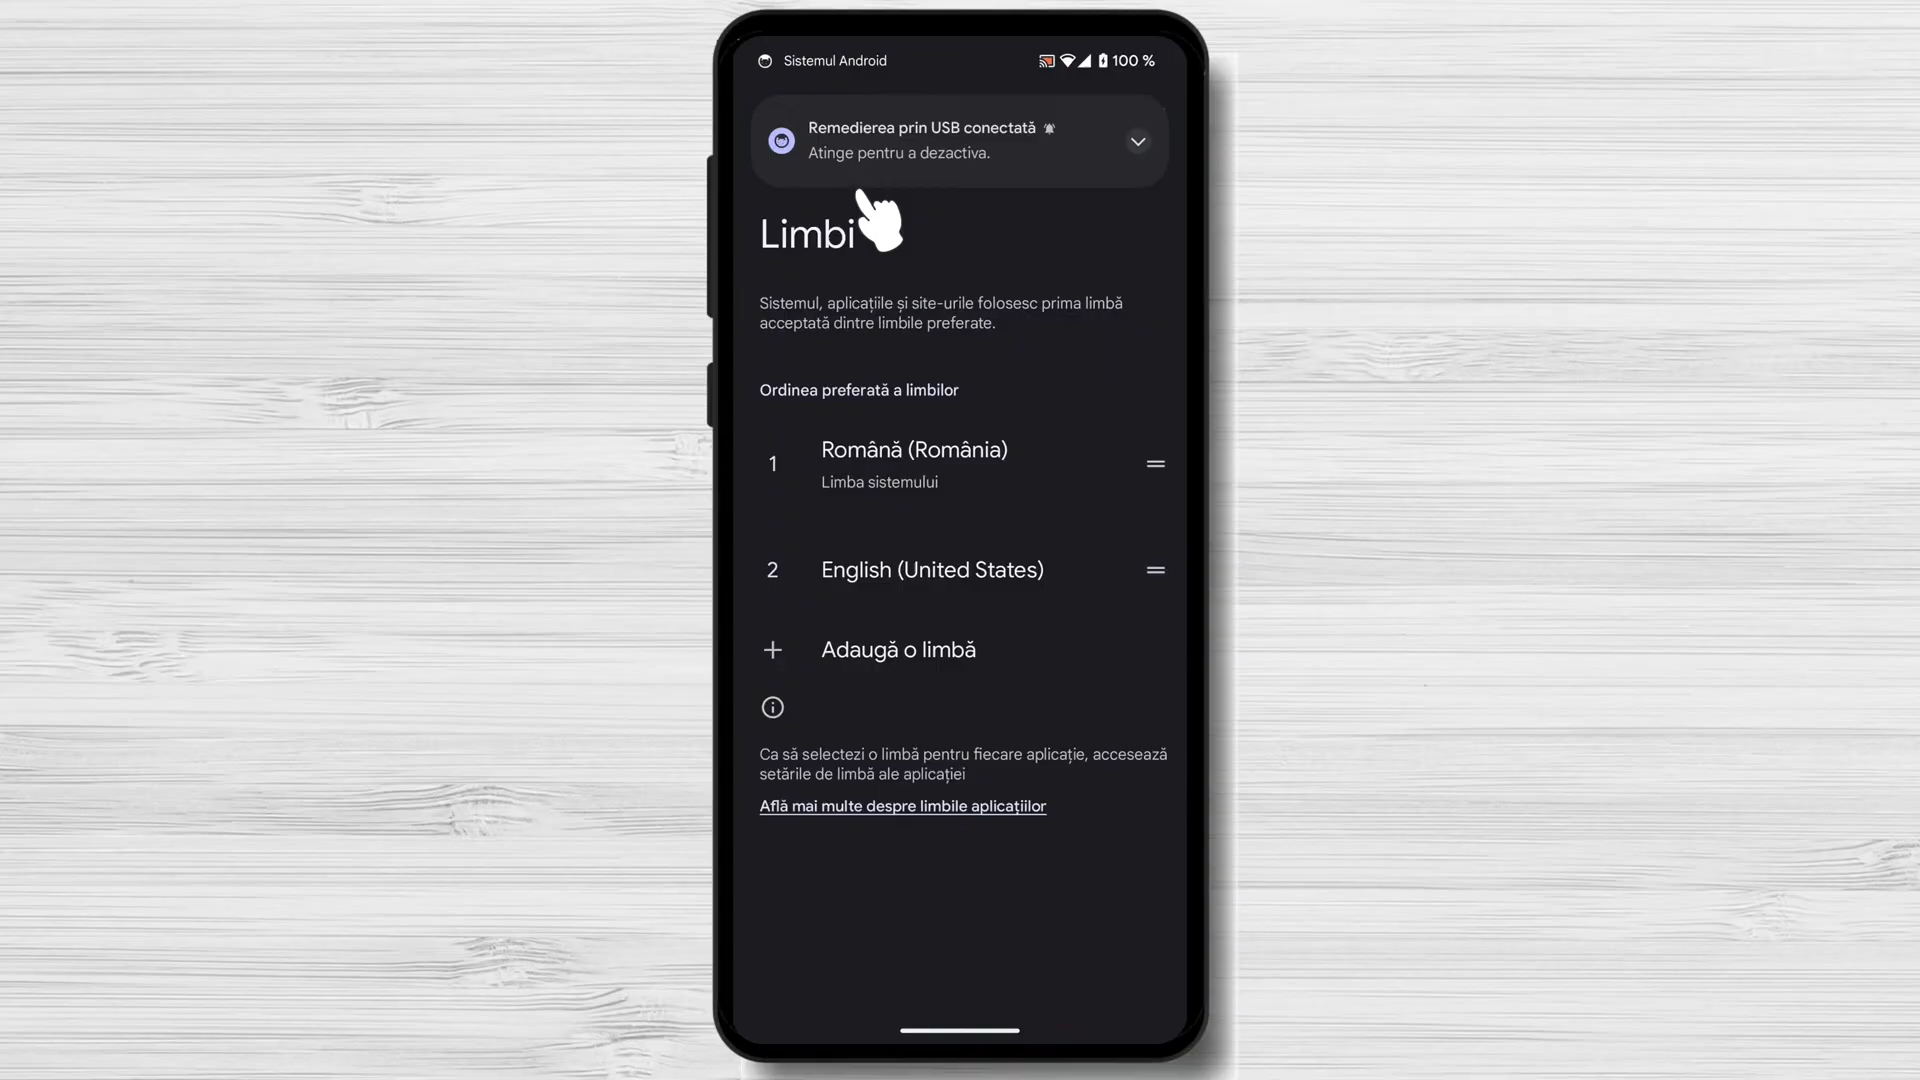 Sistemul Android
100 %
Remedierea prin USB conectată
Atinge pentru a dezactiva.
Limbi
Sistemul, aplicațiile și site-urile folosesc prima limbă
acceptată dintre limbile preferate.
Ordinea preferată a limbilor
1
Română (România)
Limba sistemului
2
English (United States)
Adaugă o limbă
Ca să selectezi o limbă pentru fiecare aplicație, accesează
setările de limbă ale aplicației
Află mai multe despre limbile aplicațiilor